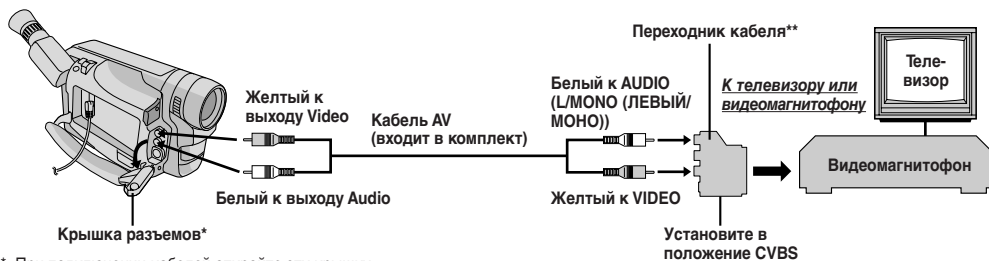 Переходник кабеля**
Теле-
визор
Желтый к
выходу Video
Кабель AV
(входит в комплект)
Белый к AUDIO
(L/MONO (ЛЕВЫЙ/
МОНО))
К телевизору или
видеомагнитофону
Видеомагнитофон
Белый к выходу Audio
Желтый к VIDEO
Крышка разъемов*
Установите в
положение CVBS